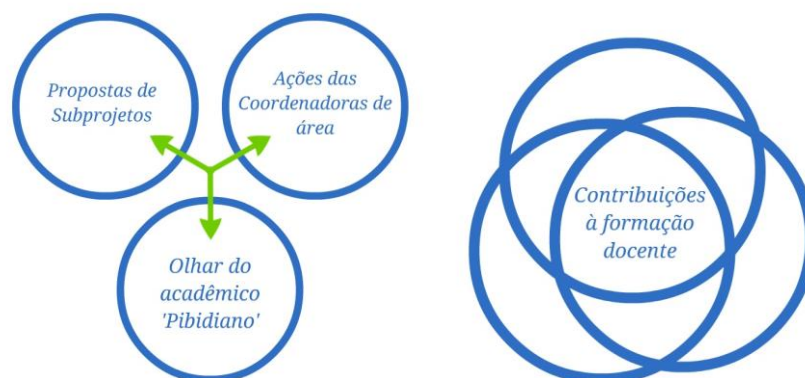 Propostas de
Subprojetos
Ações das
Coordenadoras de
área
Olhar do
acadêmico
'Pibidiano'
Contribuições
à formação
docente